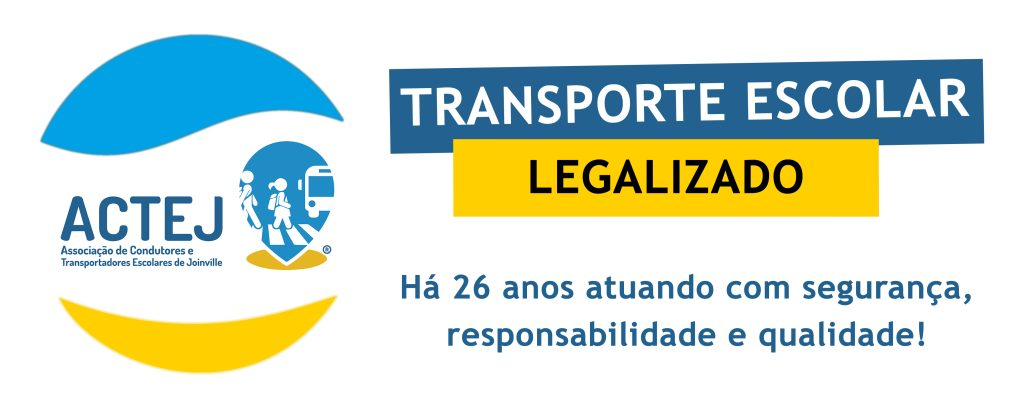 ACTEJ
Associação de Condutores e
Transportadores Escolares de Joinville
®
TRANSPORTE ESCOLAR
LEGALIZADO
Há 26 anos atuando com segurança,
responsabilidade e qualidade!